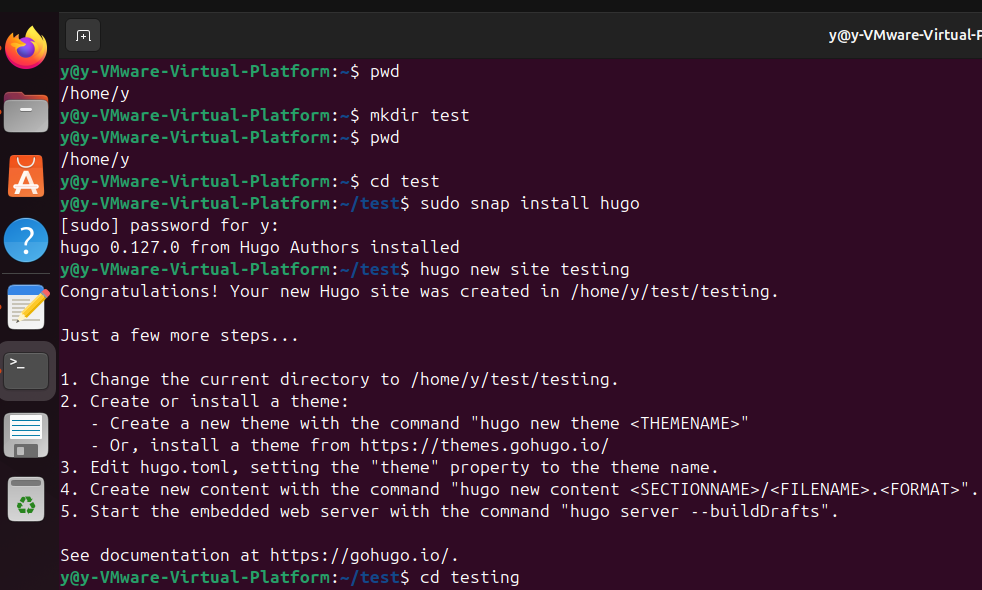 y@y-VMware-Virtual-P
y@y-VMware-Virtual-Platform:~$ pwd
/home/y
y@y-VMware-Virtual-Platform:~$ mkdir test
y@y-VMware-Virtual-Platform:~$ pwd
/home/y
y@y-VMware-Virtual-Platform:~$ cd test
y@y-VMware-Virtual-Platform:~/test$ sudo snap install hugo
[sudo] password for y:
hugo 0.127.0 from Hugo Authors installed
y@y-VMware-Virtual-Platform:~/test$ hugo new site testing
Congratulations! Your new Hugo site was created in /home/y/test/testing.

Just a few more steps...

1. Change the current directory to /home/y/test/testing.
2. Create or install a theme:
   - Create a new theme with the command "hugo new theme <THEMENAME>"
   - Or, install a theme from https://themes.gohugo.io/
3. Edit hugo.toml, setting the "theme" property to the theme name.
4. Create new content with the command "hugo new content <SECTIONNAME>/<FILENAME>.<FORMAT>".
5. Start the embedded web server with the command "hugo server --buildDrafts".

See documentation at https://gohugo.io/.
y@y-VMware-Virtual-Platform:~/test$ cd testing